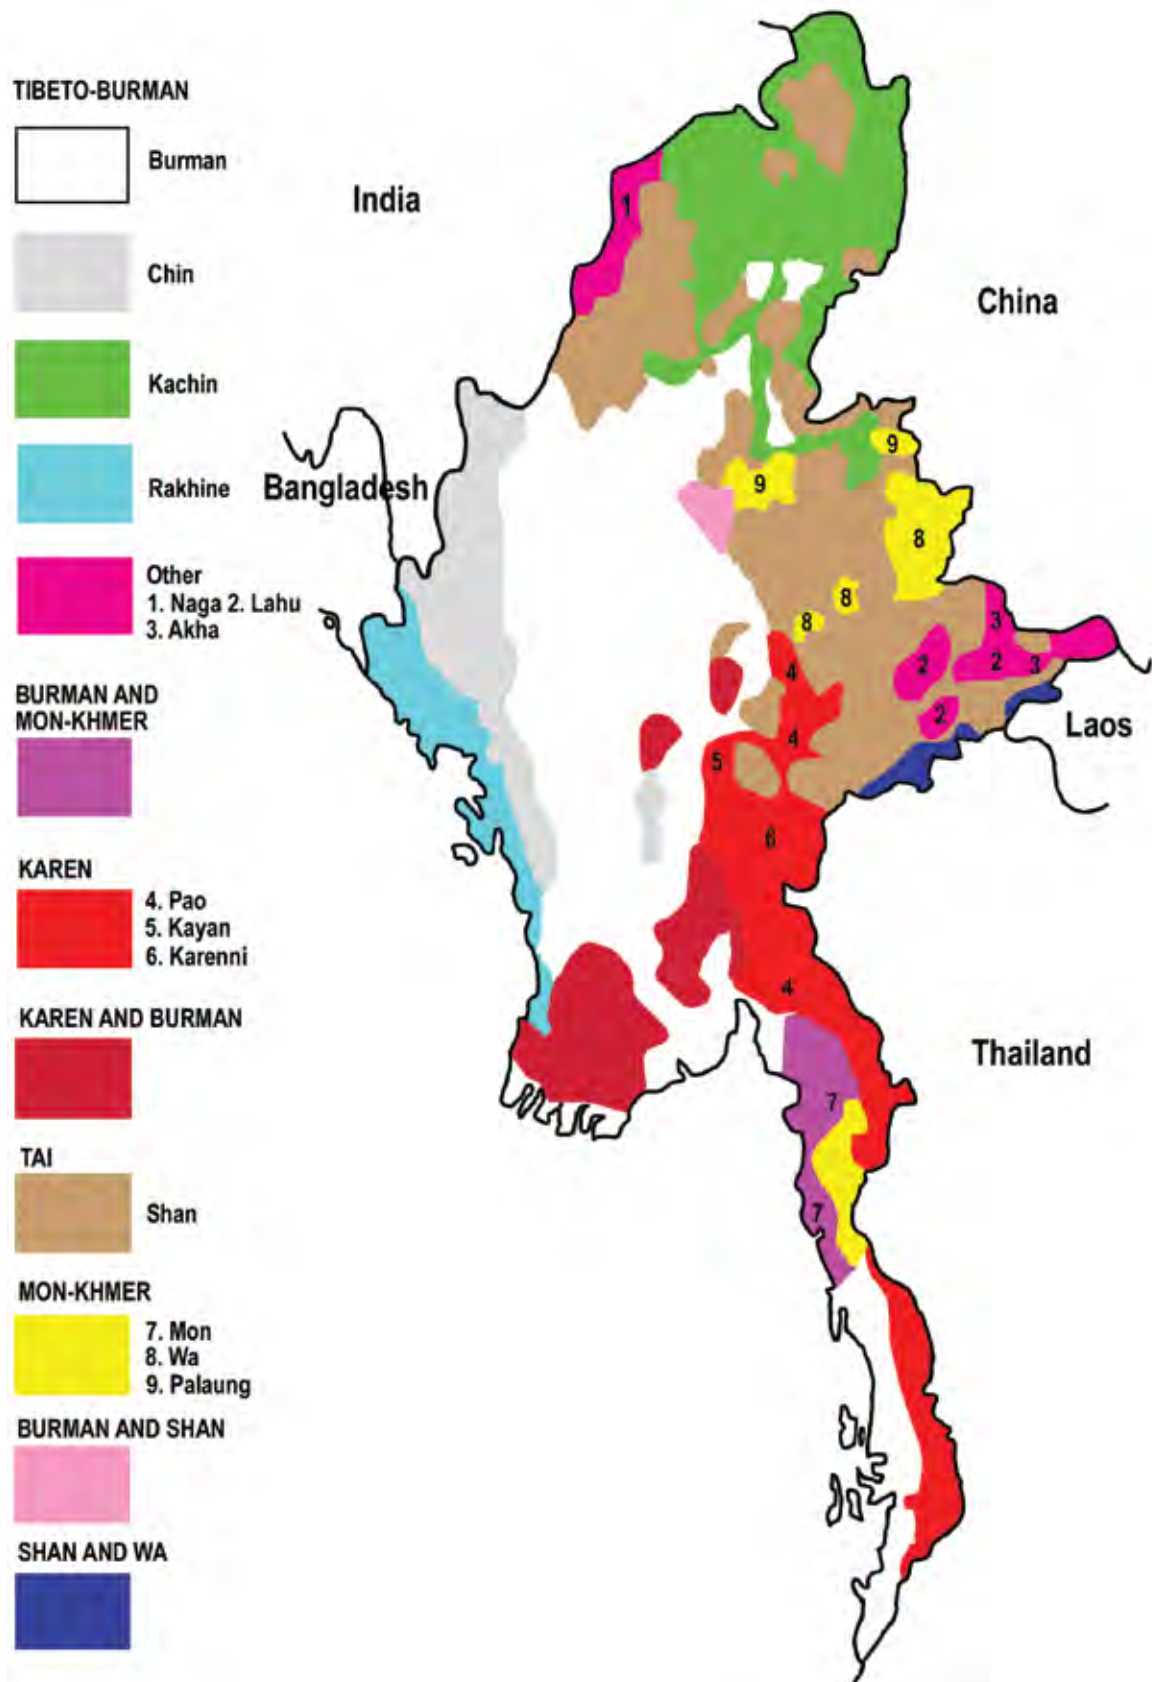 TIBETO-BURMAN
Burman
Chin
Kachin
Rakhine
Other
1. Naga 2. Lahu
3. Akha
BURMAN AND
MON-KHMER
KAREN
4. Pao
5. Kayan
6. Karenni
KAREN AND BURMAN
TAI
Shan
MON-KHMER
7. Mon
8. Wa
9. Palaung
BURMAN AND SHAN
SHAN AND WA
India
China
Bangladesh
Laos
Thailand
1
9
9
8
8
8
3
2
2
3
2
4
4
5
6
4
7
7